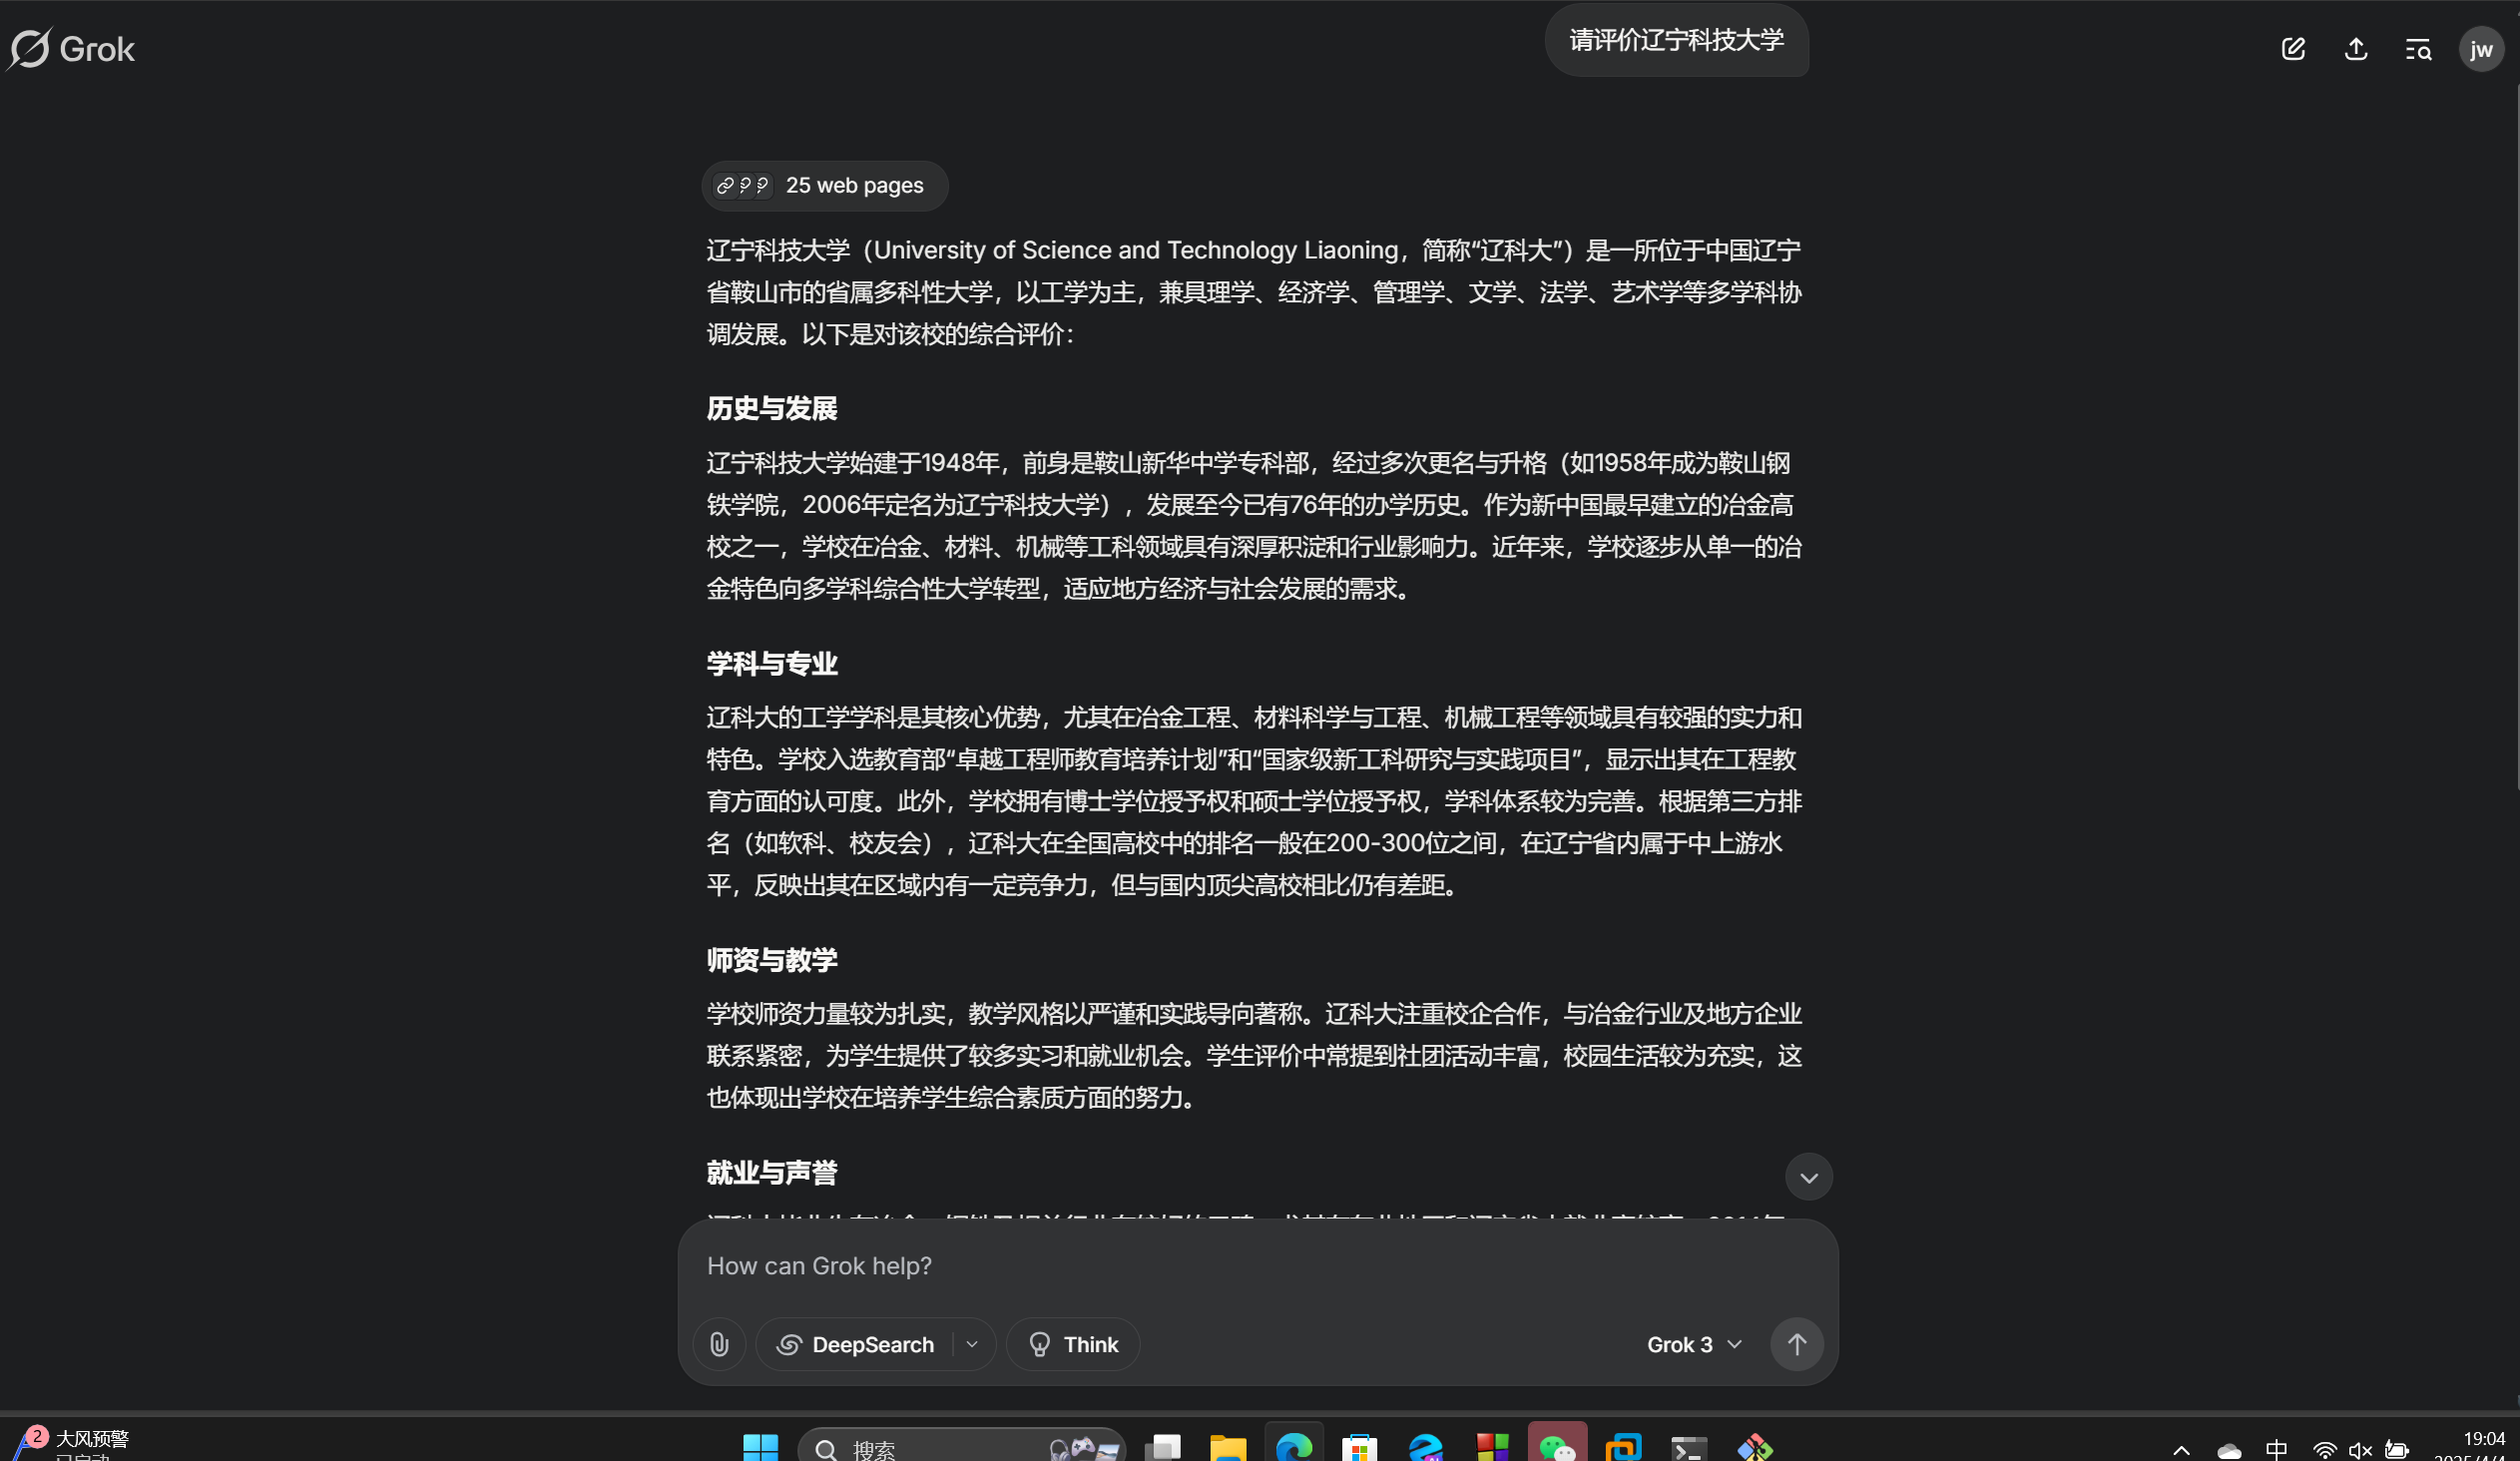 Grok
请评价辽宁科技大学
jw
25 web pages
辽宁科技大学（University of Science and Technology Liaoning，简称“辽科大”）是一所位于中国辽宁
省鞍山市的省属多科性大学，以工学为主，兼具理学、经济学、管理学、文学、法学、艺术学等多学科协
调发展。以下是对该校的综合评价：
历史与发展
辽宁科技大学始建于1948年，前身是鞍山新华中学专科部，经过多次更名与升格（如1958年成为鞍山钢
铁学院，2006年定名为辽宁科技大学），发展至今已有76年的办学历史。作为新中国最早建立的冶金高
校之一，学校在冶金、材料、机械等工科领域具有深厚积淀和行业影响力。近年来，学校逐步从单一的冶
金特色向多学科综合性大学转型，适应地方经济与社会发展的需求。
学科与专业
辽科大的工学学科是其核心优势，尤其在冶金工程、材料科学与工程、机械工程等领域具有较强的实力和
特色。学校入选教育部“卓越工程师教育培养计划”和“国家级新工科研究与实践项目”，显示出其在工程教
育方面的认可度。此外，学校拥有博士学位授予权和硕士学位授予权，学科体系较为完善。根据第三方排
名（如软科、校友会），辽科大在全国高校中的排名一般在200-300位之间，在辽宁省内属于中上游水
平，反映出其在区域内有一定竞争力，但与国内顶尖高校相比仍有差距。
师资与教学
学校师资力量较为扎实，教学风格以严谨和实践导向著称。辽科大注重校企合作，与冶金行业及地方企业
联系紧密，为学生提供了较多实习和就业机会。学生评价中常提到社团活动丰富，校园生活较为充实，这
也体现出学校在培养学生综合素质方面的努力。
就业与声誉
How can Grok help?
DeepSearch
Think
Grok 3
2
大风预警
搜索
中
19:04